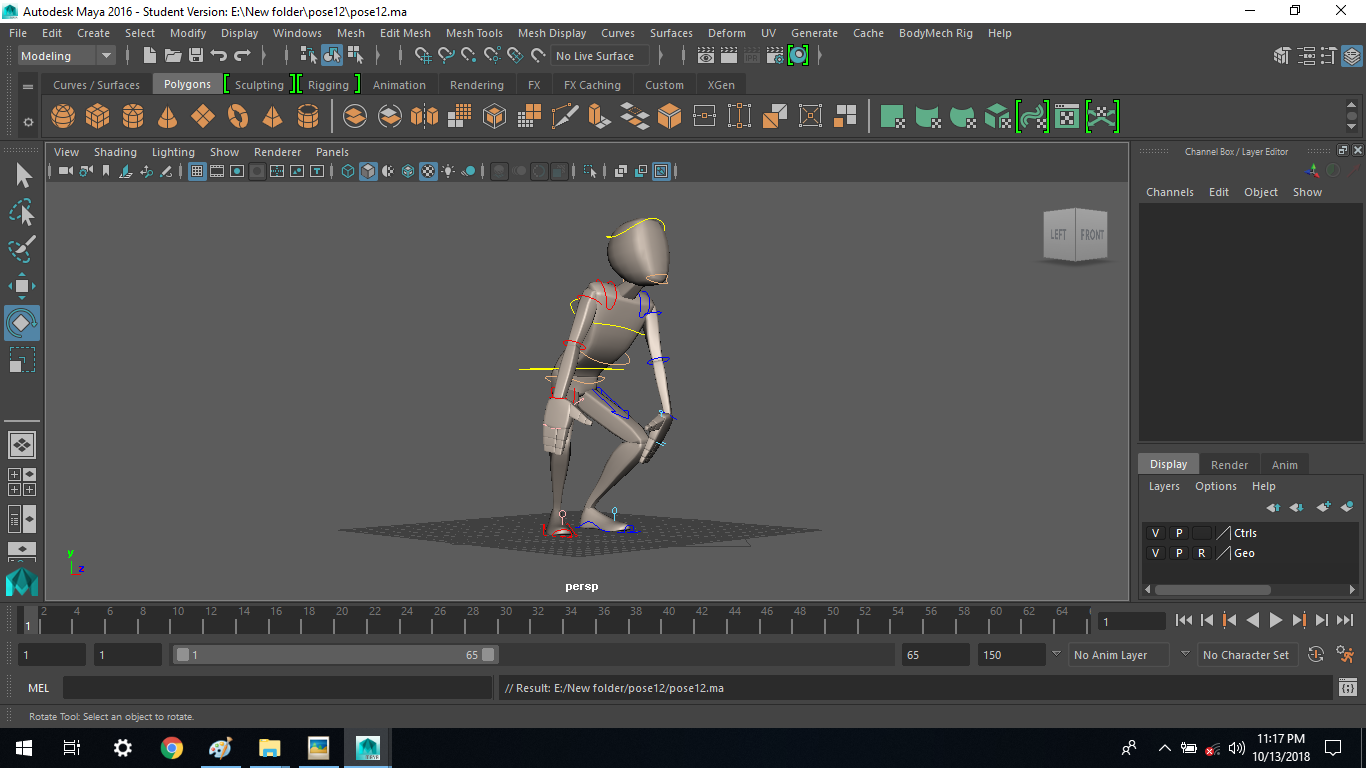 Autodesk Maya 2016 - Student Version: E:\New folder\pose12\pose12.ma
File Edit Create Select Modify Display Windows Mesh Edit Mesh Mesh Tools Mesh Display Curves Surfaces Deform UV Generate Cache BodyMech Rig Help
Modeling No Live Surface
Curves / Surfaces Polygons Sculpting Rigging Animation Rendering FX FX Caching Custom XGen
View Shading Lighting Show Renderer Panels
Channel Box / Layer Editor
Channels Edit Object Show
LEFT FRONT
Display Render Anim
Layers Options Help
V P Ctrls
V P R Geo
y
z
persp
2 4 6 8 10 12 14 16 18 20 22 24 26 28 30 32 34 36 38 40 42 44 46 48 50 52 54 56 58 60 62 64
1 1
1 1 1 65 65 150 No Anim Layer No Character Set
MEL // Result: E:/New folder/pose12/pose12.ma
Rotate Tool: Select an object to rotate.
11:17 PM
10/13/2018